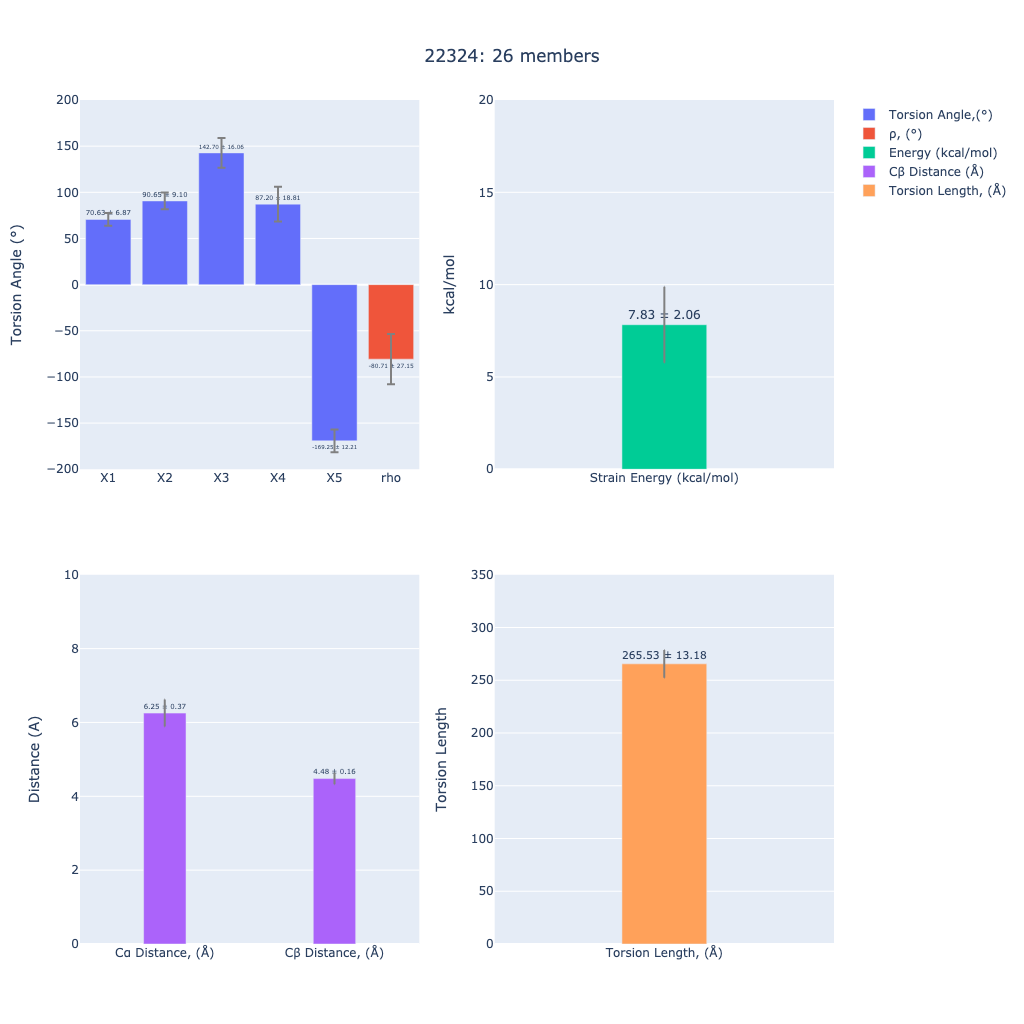 22324: 26 members
Torsion Angle (°)
200
150
100
50
0
−50
−100
−150
−200
70.63 ± 6.87
90.65 ± 9.10
142.70 ± 16.06
87.20 ± 18.81
-169.25 ± 12.21
-80.71 ± 27.15
X1 X2 X3 X4 X5 rho
kcal/mol
20
15
10
5
0
7.83 ± 2.06
Strain Energy (kcal/mol)
Torsion Angle,(°)
ρ, (°)
Energy (kcal/mol)
Cβ Distance (Å)
Torsion Length, (Å)
Distance (A)
10
8
6
4
2
0
6.25 ± 0.37
4.48 ± 0.16
Cα Distance, (Å) Cβ Distance, (Å)
Torsion Length
350
300
250
200
150
100
50
0
265.53 ± 13.18
Torsion Length, (Å)